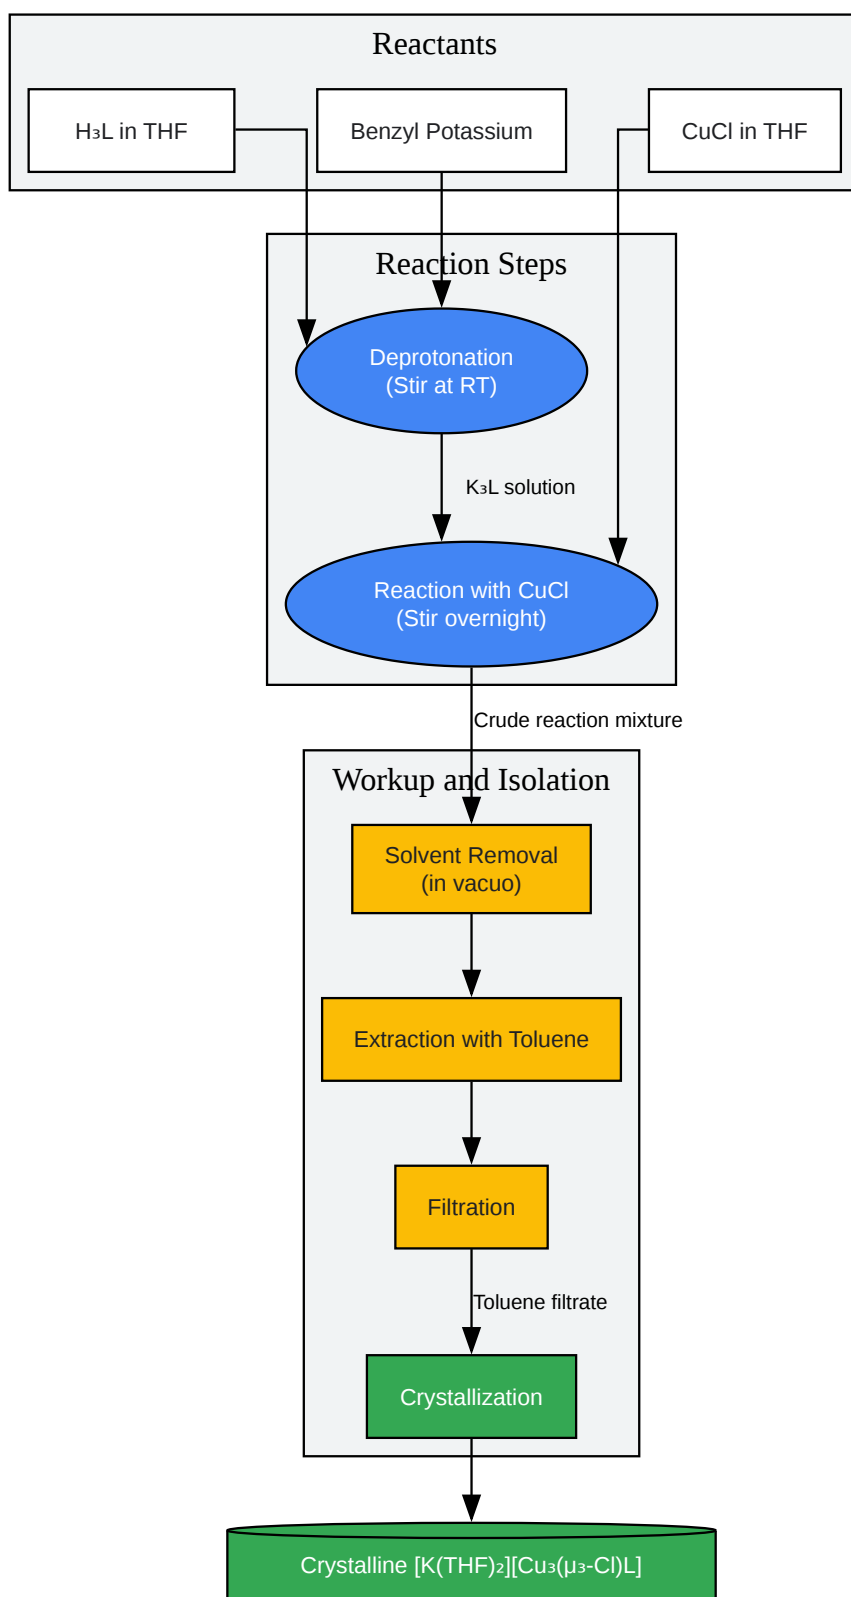 Reactants
H₃L in THF
Benzyl Potassium
CuCl in THF
Reaction Steps
Deprotonation
(Stir at RT)
K₃L solution
Reaction with CuCl
(Stir overnight)
Crude reaction mixture
Workup and Isolation
Solvent Removal
(in vacuo)
Extraction with Toluene
Filtration
Toluene filtrate
Crystallization
Crystalline [K(THF)₂][Cu₃(μ₃-Cl)L]